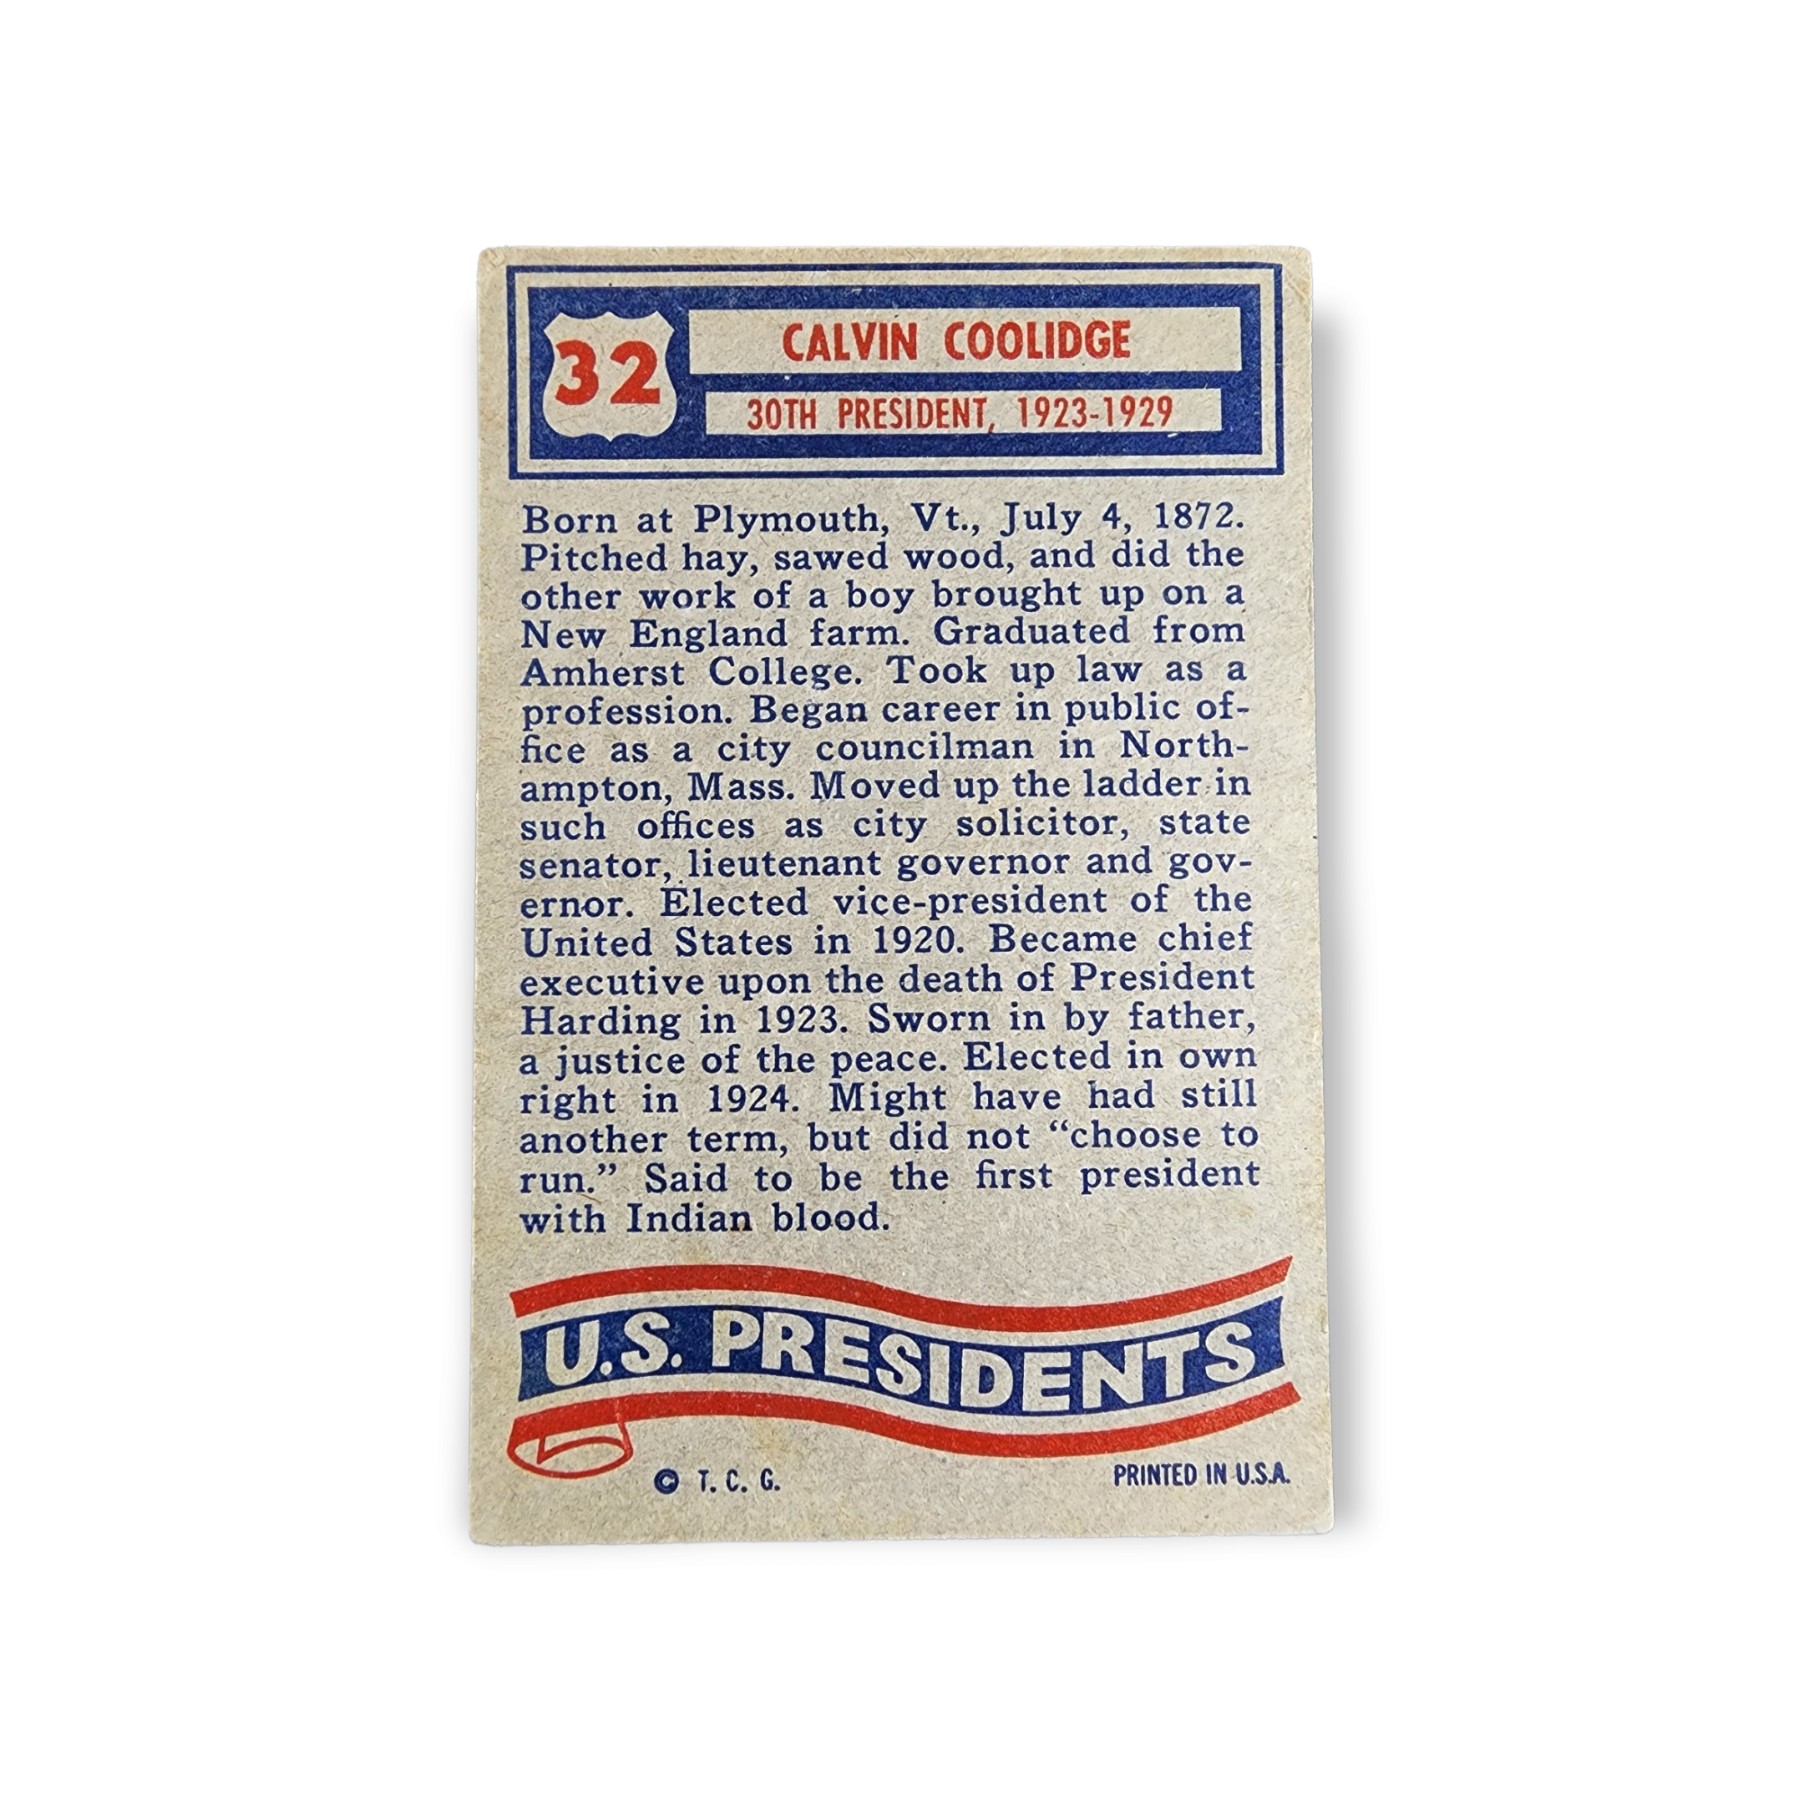 32
CALVIN COOLIDGE
30TH PRESIDENT, 1923-1929
Born at Plymouth, Vt., July 4, 1872.
Pitched hay, sawed wood, and did the
other work of a boy brought up on a
New England farm. Graduated from
Amherst College. Took up law as a
profession. Began career in public of-
fice as a city councilman in North-
ampton, Mass. Moved up the ladder in
such offices as city solicitor, state
senator, lieutenant governor and gov-
ernor. Elected vice-president of the
United States in 1920. Became chief
executive upon the death of President
Harding in 1923. Sworn in by father,
a justice of the peace. Elected in own
right in 1924. Might have had still
another term, but did not “choose to
run.” Said to be the first president
with Indian blood.
U.S. PRESIDENTS
© T. C. G.
PRINTED IN U.S.A.